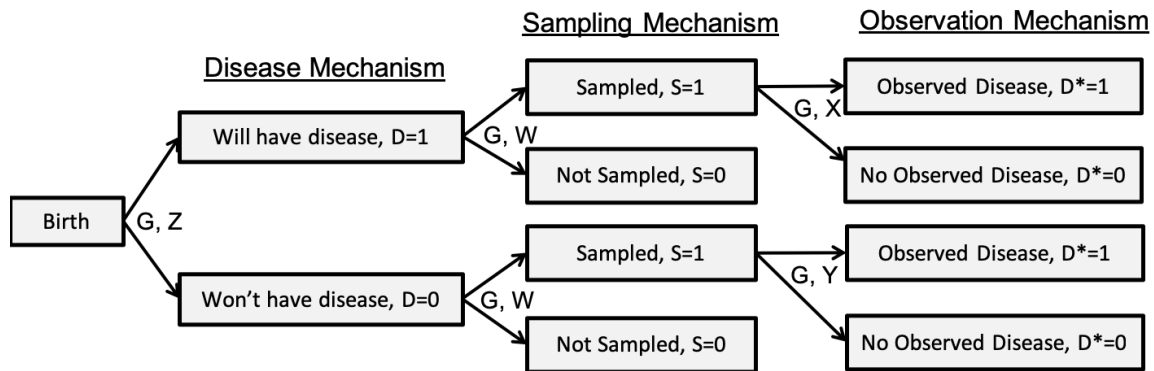 Sampling Mechanism
Observation Mechanism
Disease Mechanism
Sampled, S=1
Observed Disease, D*=1
G, X
Will have disease, D=1
G, W
Not Sampled, S=0
No Observed Disease, D*=0
Birth
G, Z
Sampled, S=1
Observed Disease, D*=1
G, Y
Won't have disease, D=0
G, W
Not Sampled, S=0
No Observed Disease, D*=0